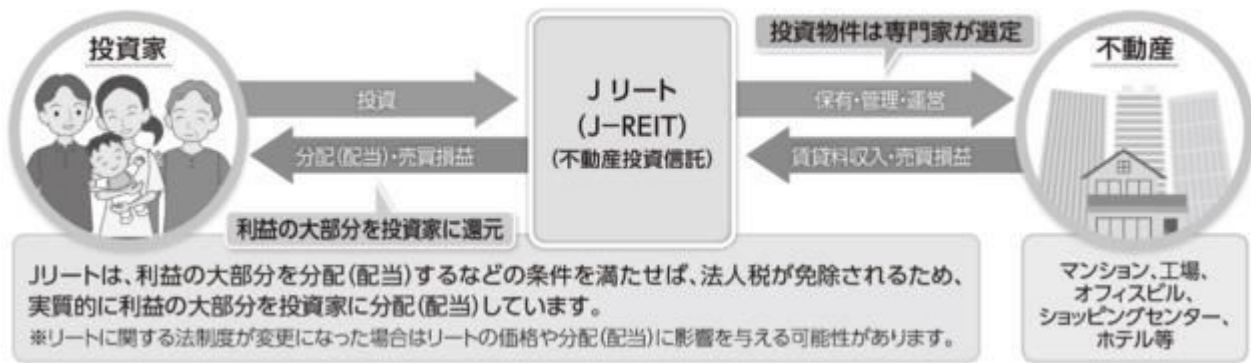 投資家
投資
分配(配当)・売買損益
利益の大部分を投資家に還元
Jリート
(J-REIT)
(不動産投資信託)
投資物件は専門家が選定
保有・管理・運営
賃貸料収入・売買損益
不動産
マンション、工場、
オフィスビル、
ショッピングセンター、
ホテル等
Jリートは、利益の大部分を分配(配当)するなどの条件を満たせば、法人税が免除されるため、
実質的に利益の大部分を投資家に分配(配当)しています。
※リートに関する法制度が変更になった場合はリートの価格や分配(配当)に影響を与える可能性があります。